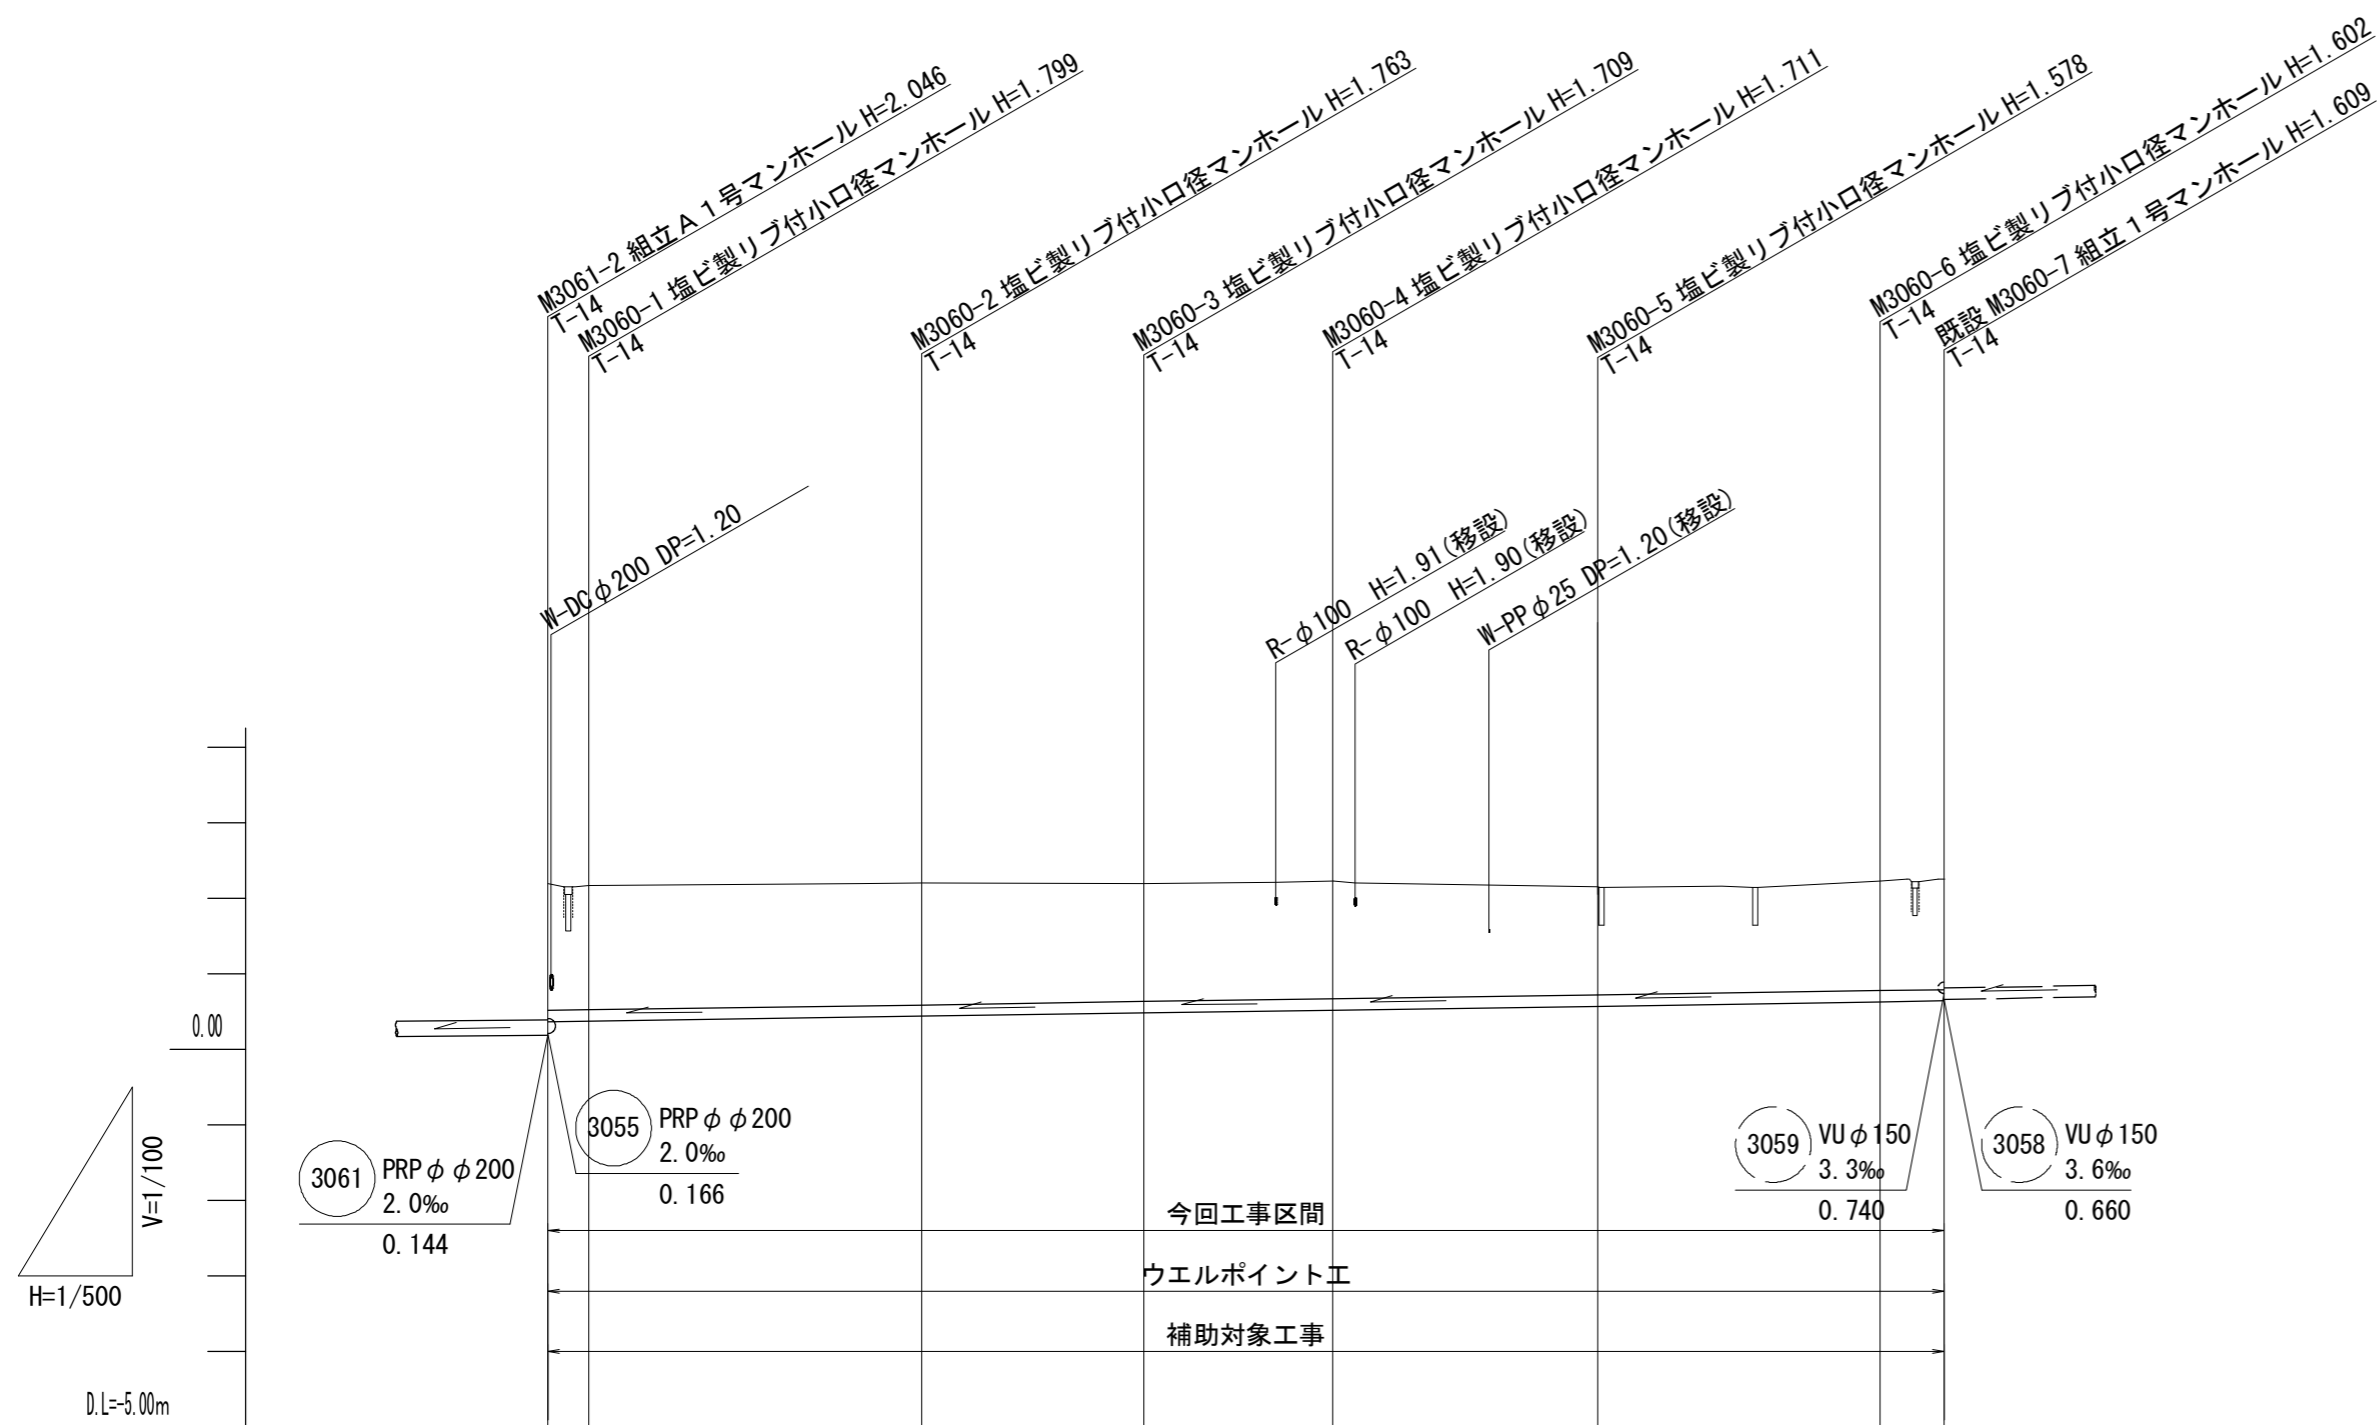 M3061-2 組立A1号マンホール H=2.046
T-14
M3060-1 塩ビ製リブ付小口径マンホール H=1.799
T-14
M3060-2 塩ビ製リブ付小口径マンホール H=1.763
T-14
M3060-3 塩ビ製リブ付小口径マンホール H=1.709
T-14
M3060-4 塩ビ製リブ付小口径マンホール H=1.711
T-14
M3060-5 塩ビ製リブ付小口径マンホール H=1.578
T-14
M3060-6 塩ビ製リブ付小口径マンホール H=1.602
T-14
既設 M3060-7 組立1号マンホール H=1.609
T-14
W-DCφ200 DP=1.20
R-φ100 H=1.91(移設)
R-φ100 H=1.90(移設)
W-PPφ25 DP=1.20(移設)
0.00
V=1/100
H=1/500
D.L=-5.00m
3061 PRPφφ200
2.0‰
0.144
3055 PRPφφ200
2.0‰
0.166
3059 VUφ150
3.3‰
0.740
3058 VUφ150
3.6‰
0.660
今回工事区間
ウエルポイント工
補助対象工事